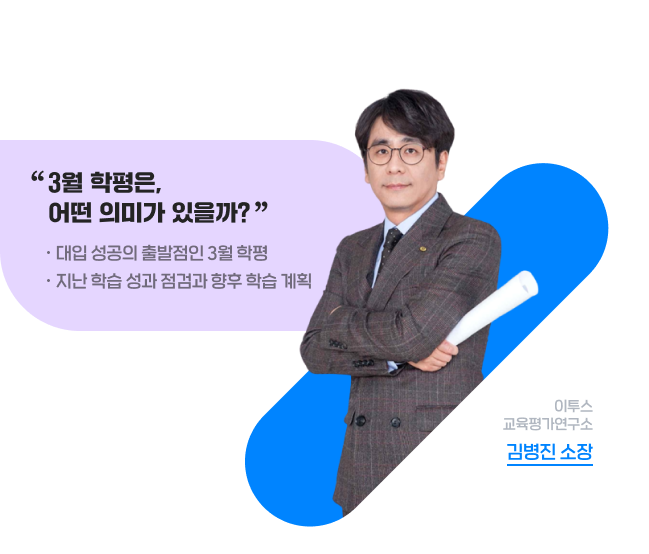 “ 3월 학평은,
어떤 의미가 있을까? ”
· 대입 성공의 출발점인 3월 학평
· 지난 학습 성과 점검과 향후 학습 계획
이투스
교육평가연구소
김병진 소장